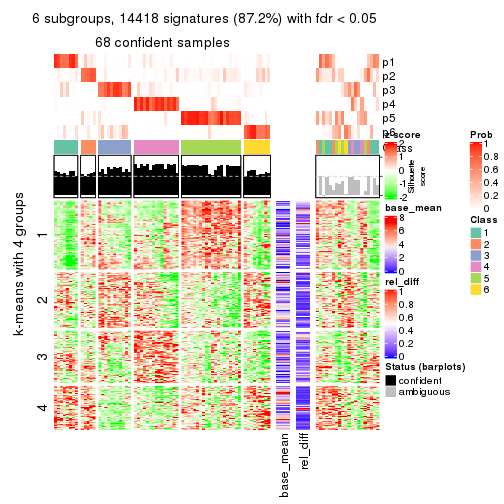 6 subgroups, 14418 signatures (87.2%) with fdr < 0.05
68 confident samples
p1
p2
p3
p4
p5
p6
Class
Silhouette
score
k-means with 4 groups
1
2
3
4
base_mean
rel_diff
z-score
2
1
0
-1
-2
base_mean
8
6
4
2
0
rel_diff
1
0.8
0.6
0.4
0.2
0
Status (barplots)
confident
ambiguous
Prob
1
0.8
0.6
0.4
0.2
0
Class
1
2
3
4
5
6